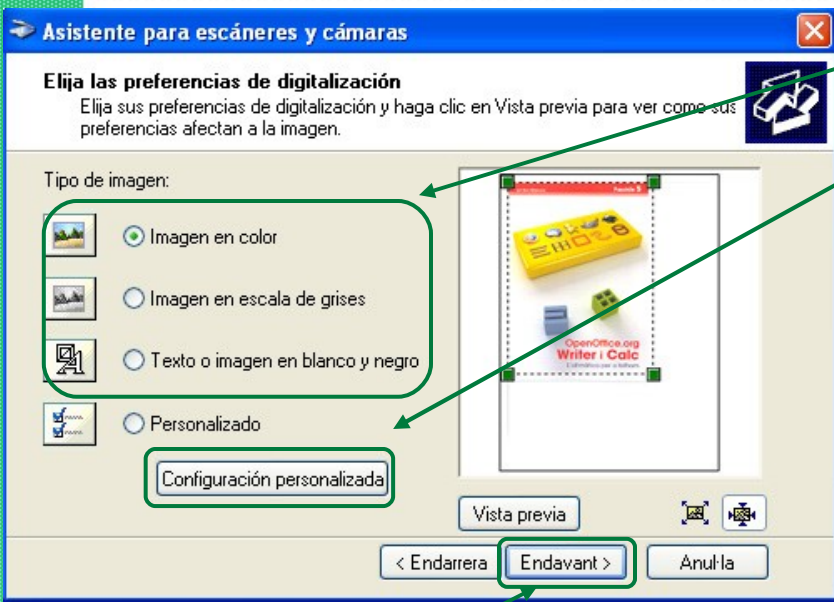 Asistente para escáneres y cámaras
Elija las preferencias de digitalización
Elija sus preferencias de digitalización y haga clic en Vista previa para ver como sus
preferencias afectan a la imagen.
Tipo de imagen:
Imagen en color
Imagen en escala de grises
Texto o imagen en blanco y negro
Personalizado
Configuración personalizada
OpenOffice.org
Writer i Calc
Vista previa
< Endarrera
Endavant >
Anul·la